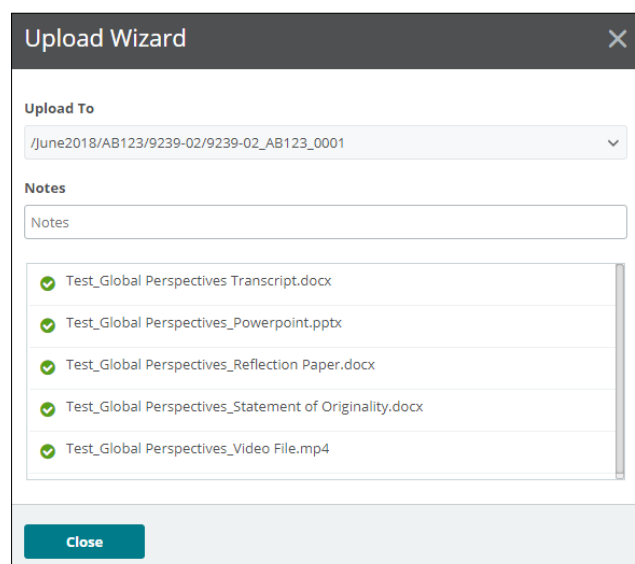 Upload Wizard
Upload To
/June2018/AB123/9239-02/9239-02_AB123_0001
Notes
Notes
Test_Global Perspectives Transcript.docx
Test_Global Perspectives_Powerpoint.pptx
Test_Global Perspectives_Reflection Paper.docx
Test_Global Perspectives_Statement of Originality.docx
Test_Global Perspectives_Video File.mp4
Close